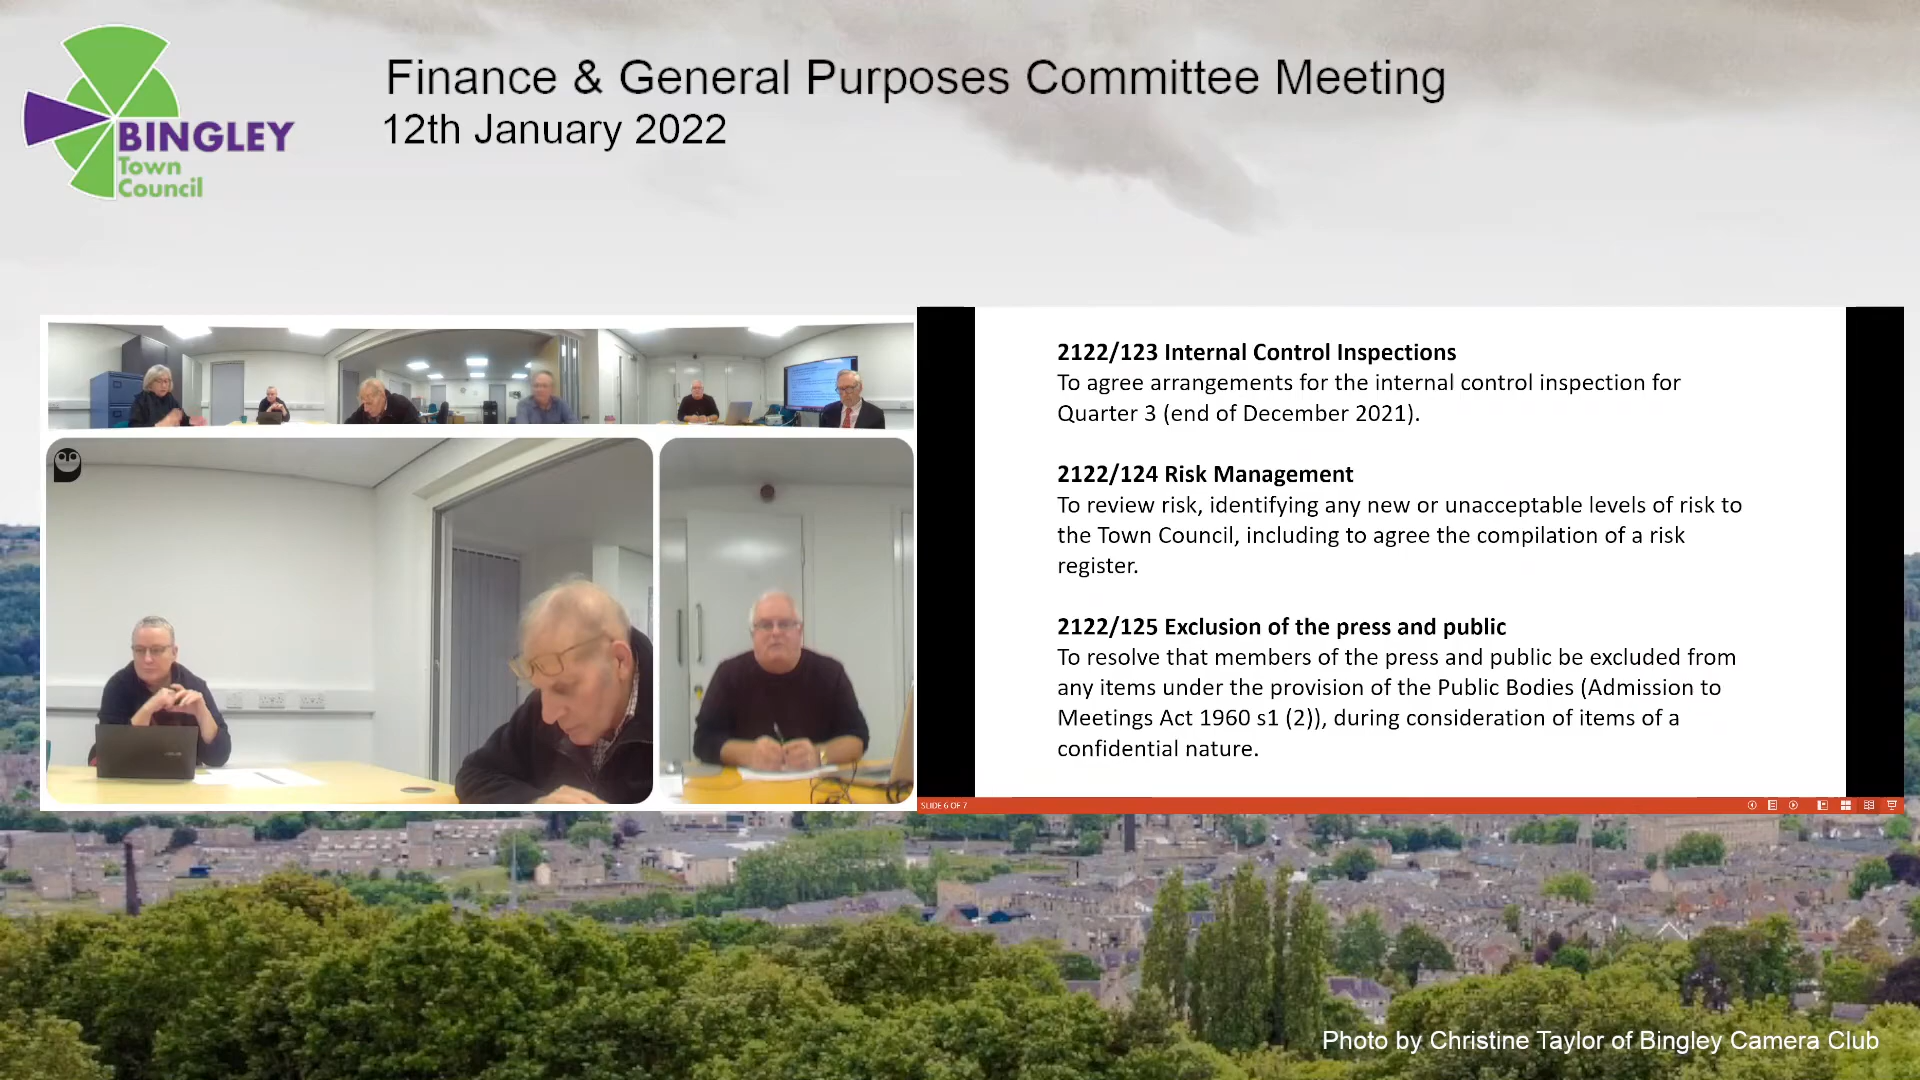 BINGLEY
Town
Council
Finance & General Purposes Committee Meeting
12th January 2022
2122/123 Internal Control Inspections
To agree arrangements for the internal control inspection for
Quarter 3 (end of December 2021).
2122/124 Risk Management
To review risk, identifying any new or unacceptable levels of risk to
the Town Council, including to agree the compilation of a risk
register.
2122/125 Exclusion of the press and public
To resolve that members of the press and public be excluded from
any items under the provision of the Public Bodies (Admission to
Meetings Act 1960 s1 (2)), during consideration of items of a
confidential nature.
SLIDE 6 OF 7
Photo by Christine Taylor of Bingley Camera Club